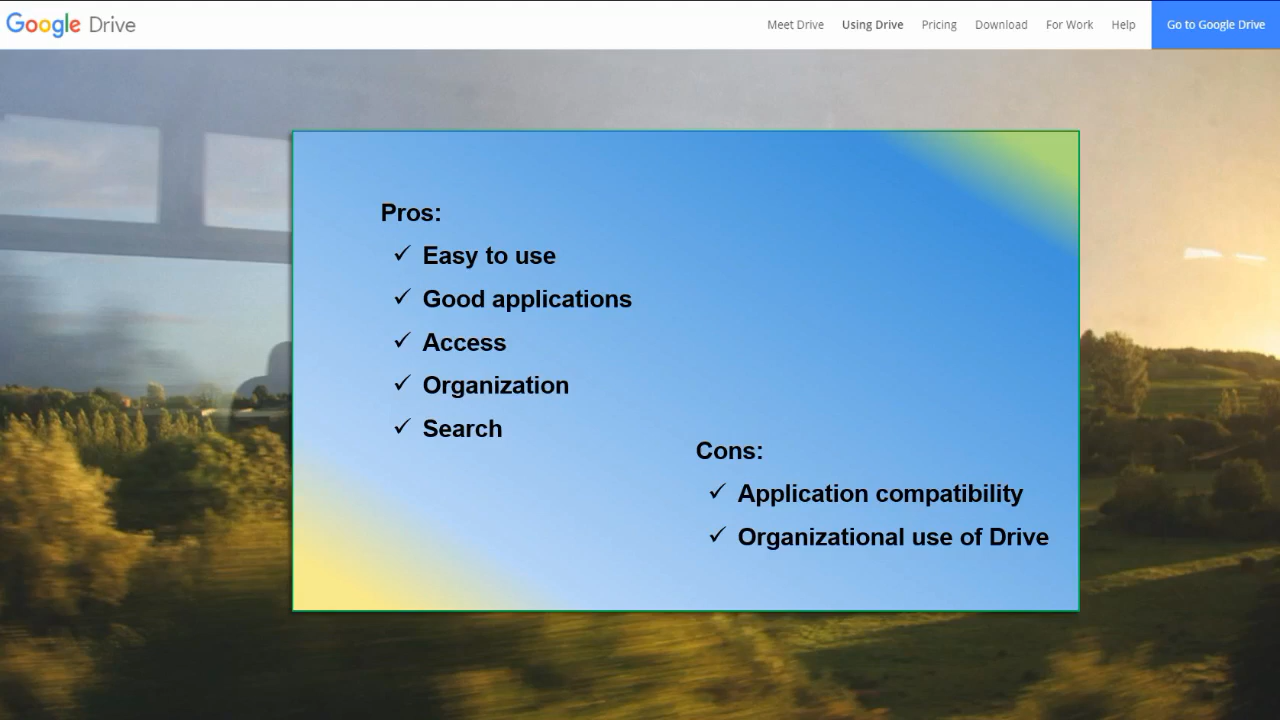 Google Drive
Meet Drive Using Drive Pricing Download For Work Help Go to Google Drive
Pros:
✓ Easy to use
✓ Good applications
✓ Access
✓ Organization
✓ Search
Cons:
✓ Application compatibility
✓ Organizational use of Drive